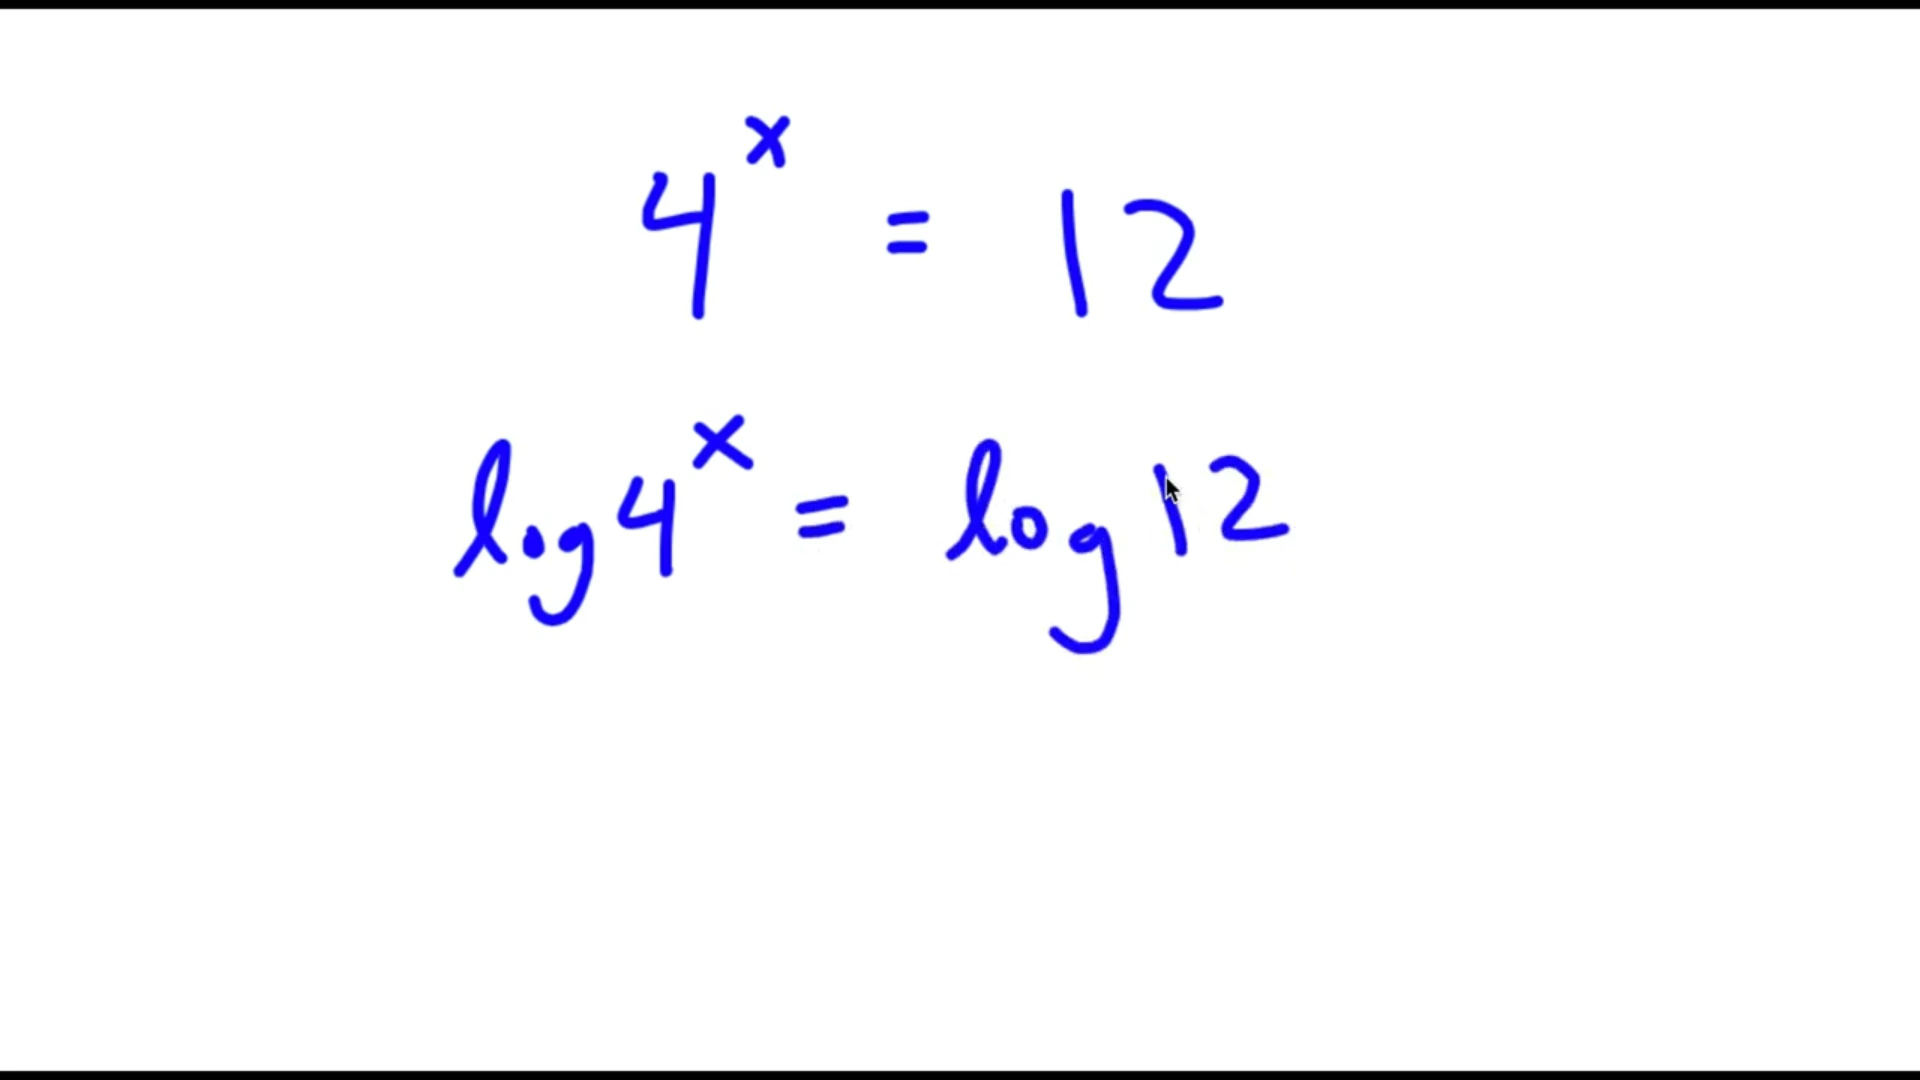 4^x = 12
log 4^x = log 12